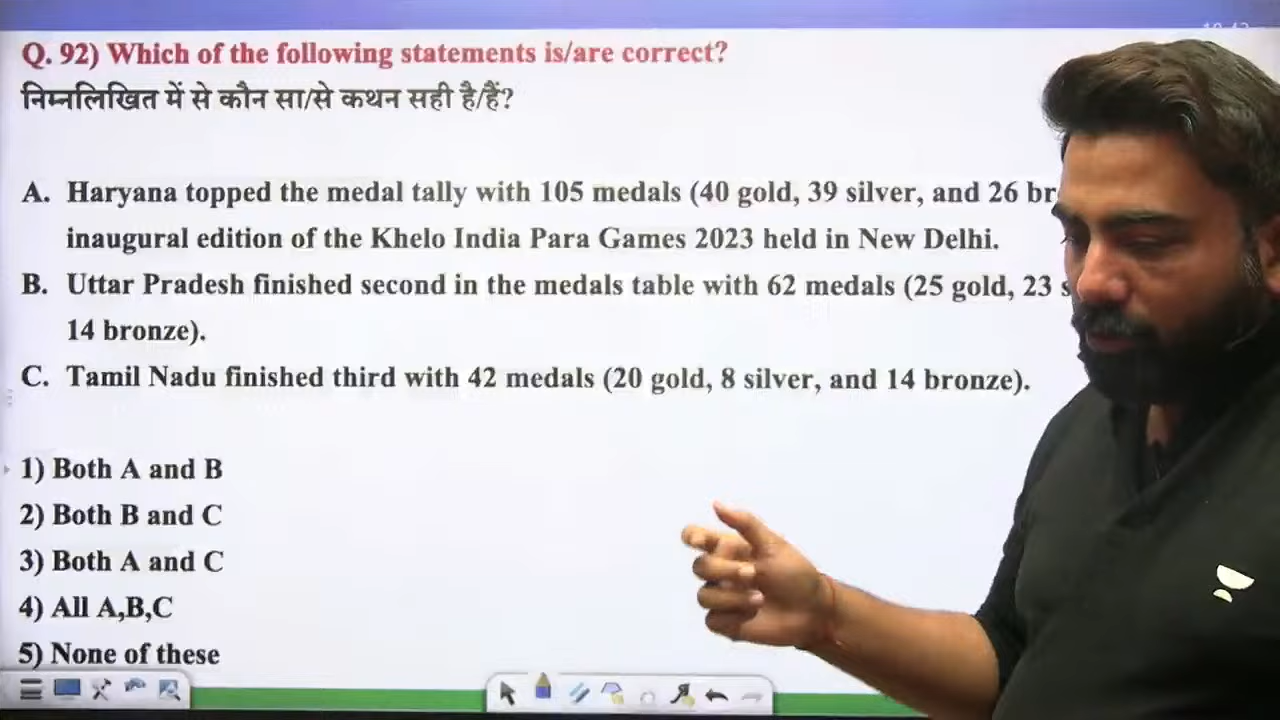 Q. 92) Which of the following statements is/are correct?
निम्नलिखित में से कौन सा/से कथन सही है/हैं?
A. Haryana topped the medal tally with 105 medals (40 gold, 39 silver, and 26
inaugural edition of the Khelo India Para Games 2023 held in New Delhi.
B. Uttar Pradesh finished second in the medals table with 62 medals (25 gold, 23
14 bronze).
C. Tamil Nadu finished third with 42 medals (20 gold, 8 silver, and 14 bronze).
1) Both A and B
2) Both B and C
3) Both A and C
4) All A,B,C
5) None of these